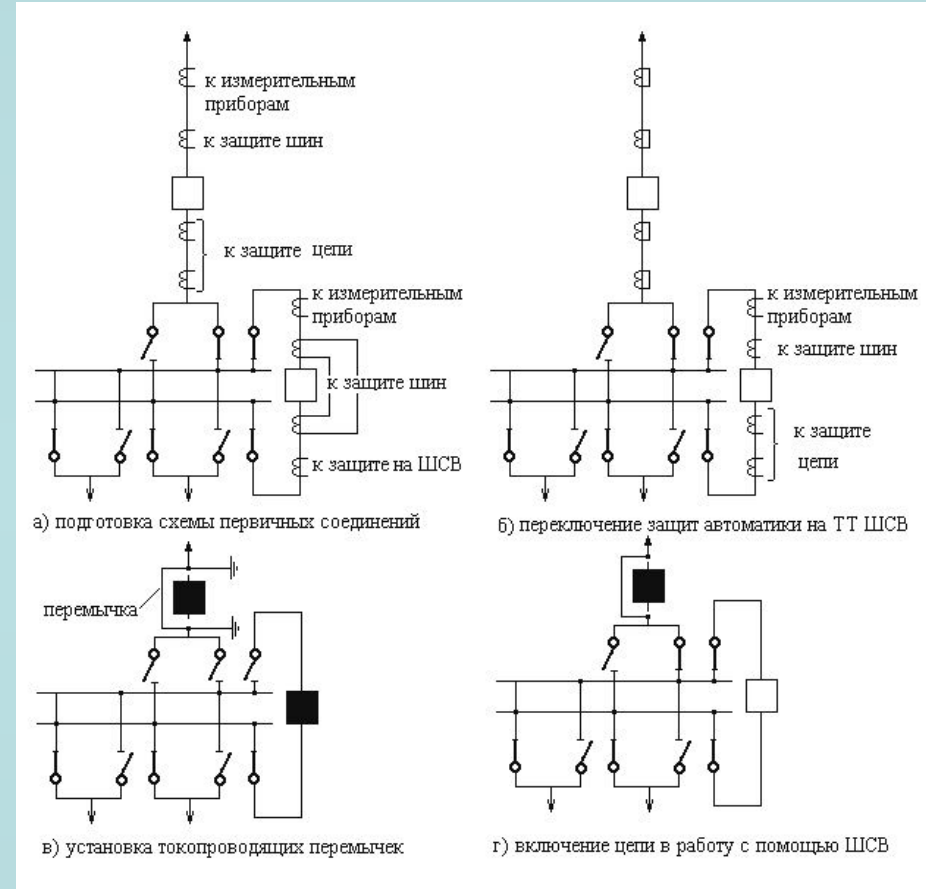 к измерительным
приборам
к защите шин
к защите цепи
к измерительным
приборам
к защите шин
к защите на ШСВ
а) подготовка схемы первичных соединений
к измерительным
приборам
к защите шин
к защите
цепи
б) переключение защит автоматики на ТТ ШСВ
перемычка
в) установка токопроводящих перемычек
г) включение цепи в работу с помощью ШСВ